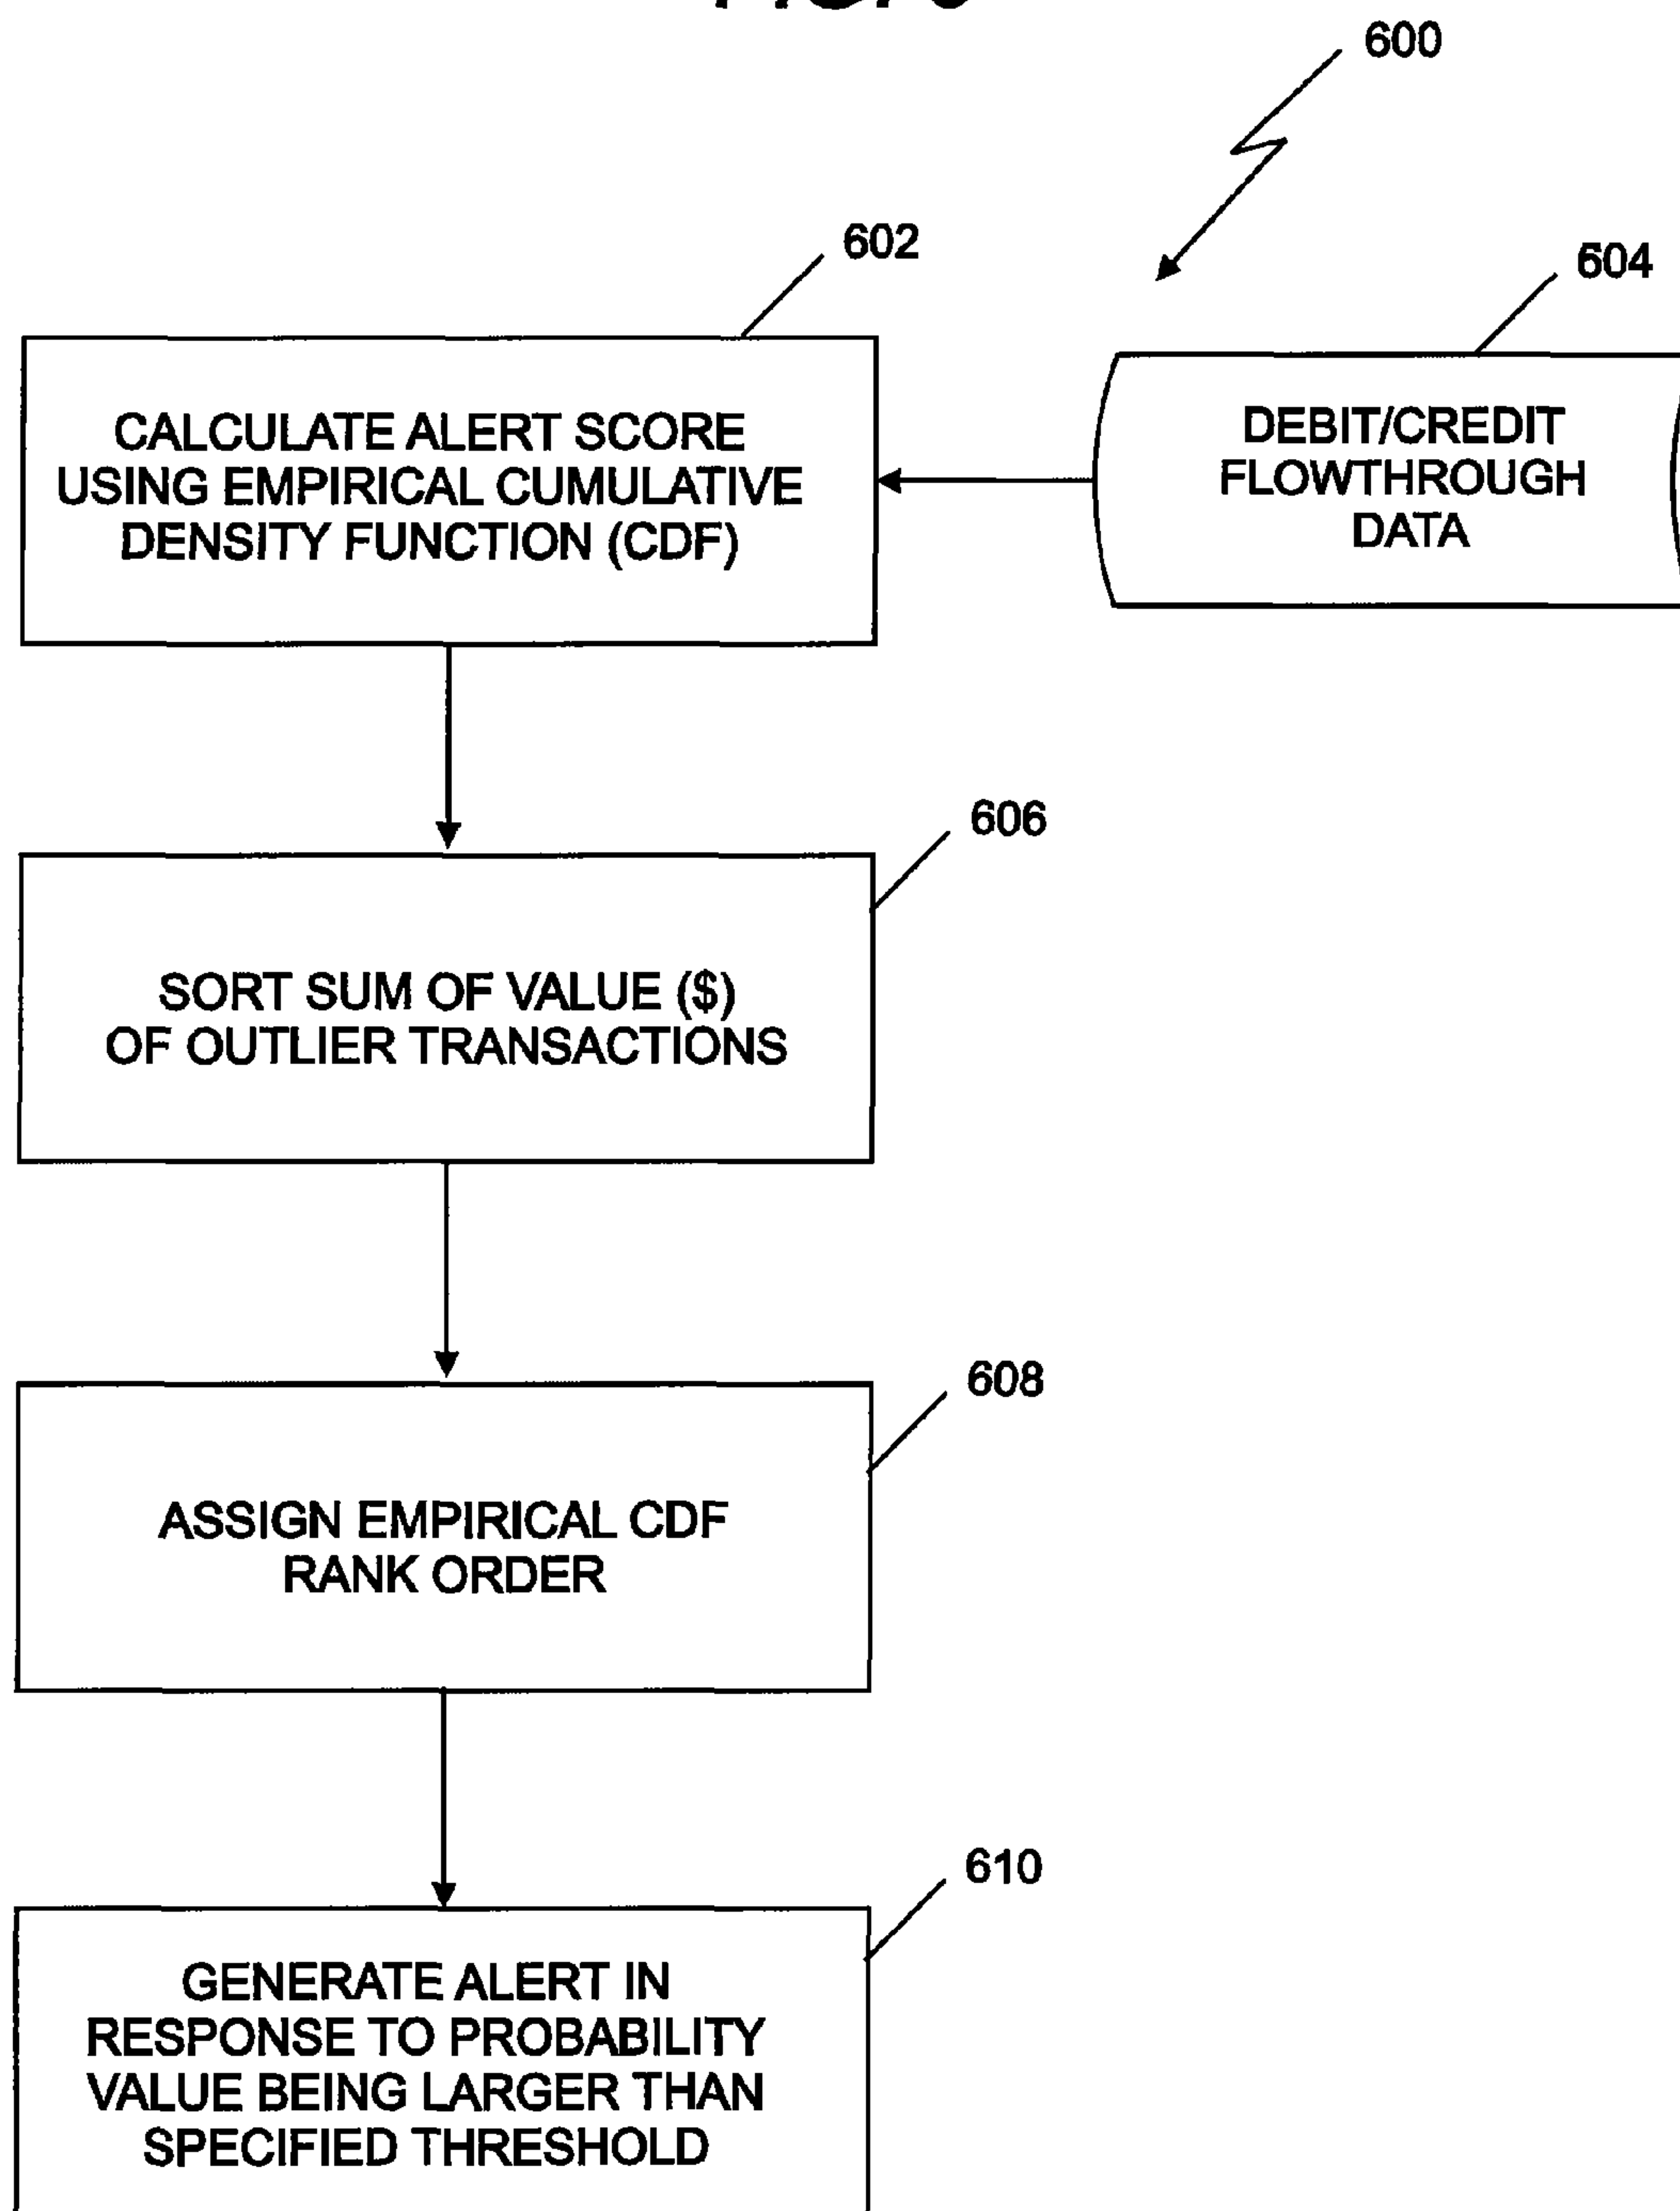 600
602
604
CALCULATE ALERT SCORE
USING EMPIRICAL CUMULATIVE
DENSITY FUNCTION (CDF)
DEBIT/CREDIT
FLOWTHROUGH
DATA
606
SORT SUM OF VALUE ($)
OF OUTLIER TRANSACTIONS
608
ASSIGN EMPIRICAL CDF
RANK ORDER
610
GENERATE ALERT IN
RESPONSE TO PROBABILITY
VALUE BEING LARGER THAN
SPECIFIED THRESHOLD